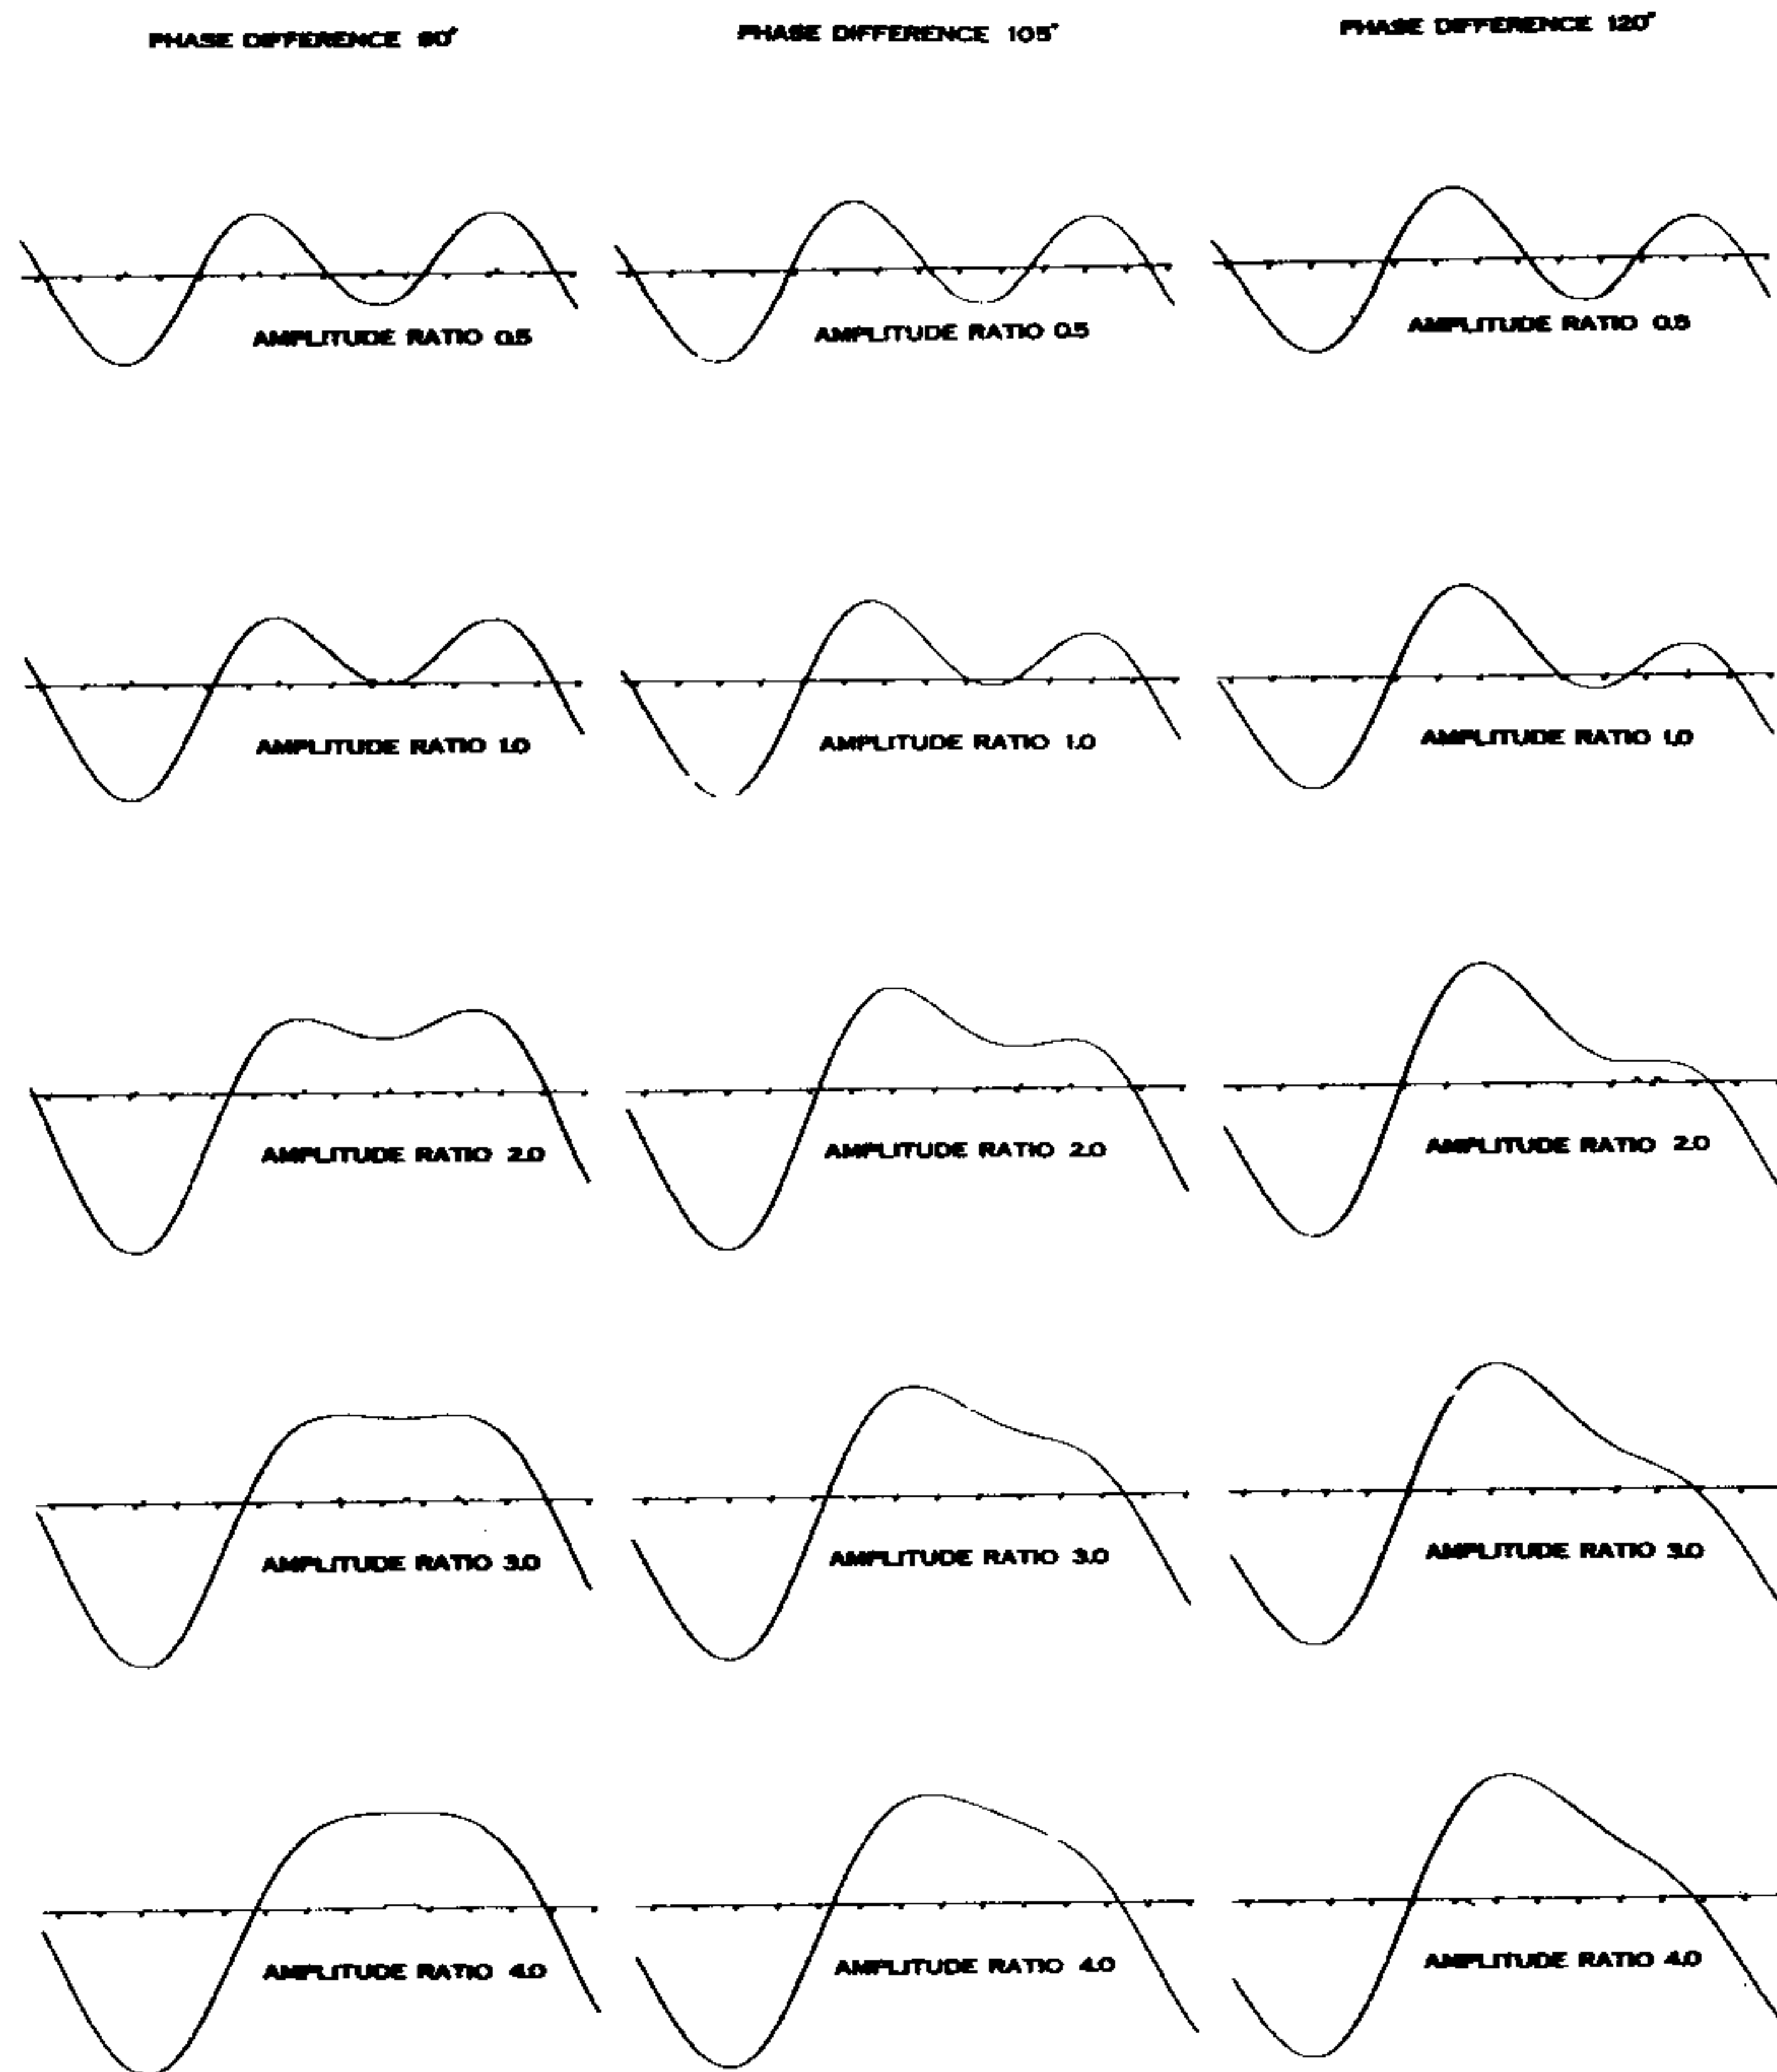 PHASE DIFFERENCE 90° PHASE DIFFERENCE 105° PHASE DIFFERENCE 120°
AMPLITUDE RATIO 0.5 AMPLITUDE RATIO 0.5 AMPLITUDE RATIO 0.5
AMPLITUDE RATIO 1.0 AMPLITUDE RATIO 1.0 AMPLITUDE RATIO 1.0
AMPLITUDE RATIO 2.0 AMPLITUDE RATIO 2.0 AMPLITUDE RATIO 2.0
AMPLITUDE RATIO 3.0 AMPLITUDE RATIO 3.0 AMPLITUDE RATIO 3.0
AMPLITUDE RATIO 4.0 AMPLITUDE RATIO 4.0 AMPLITUDE RATIO 4.0